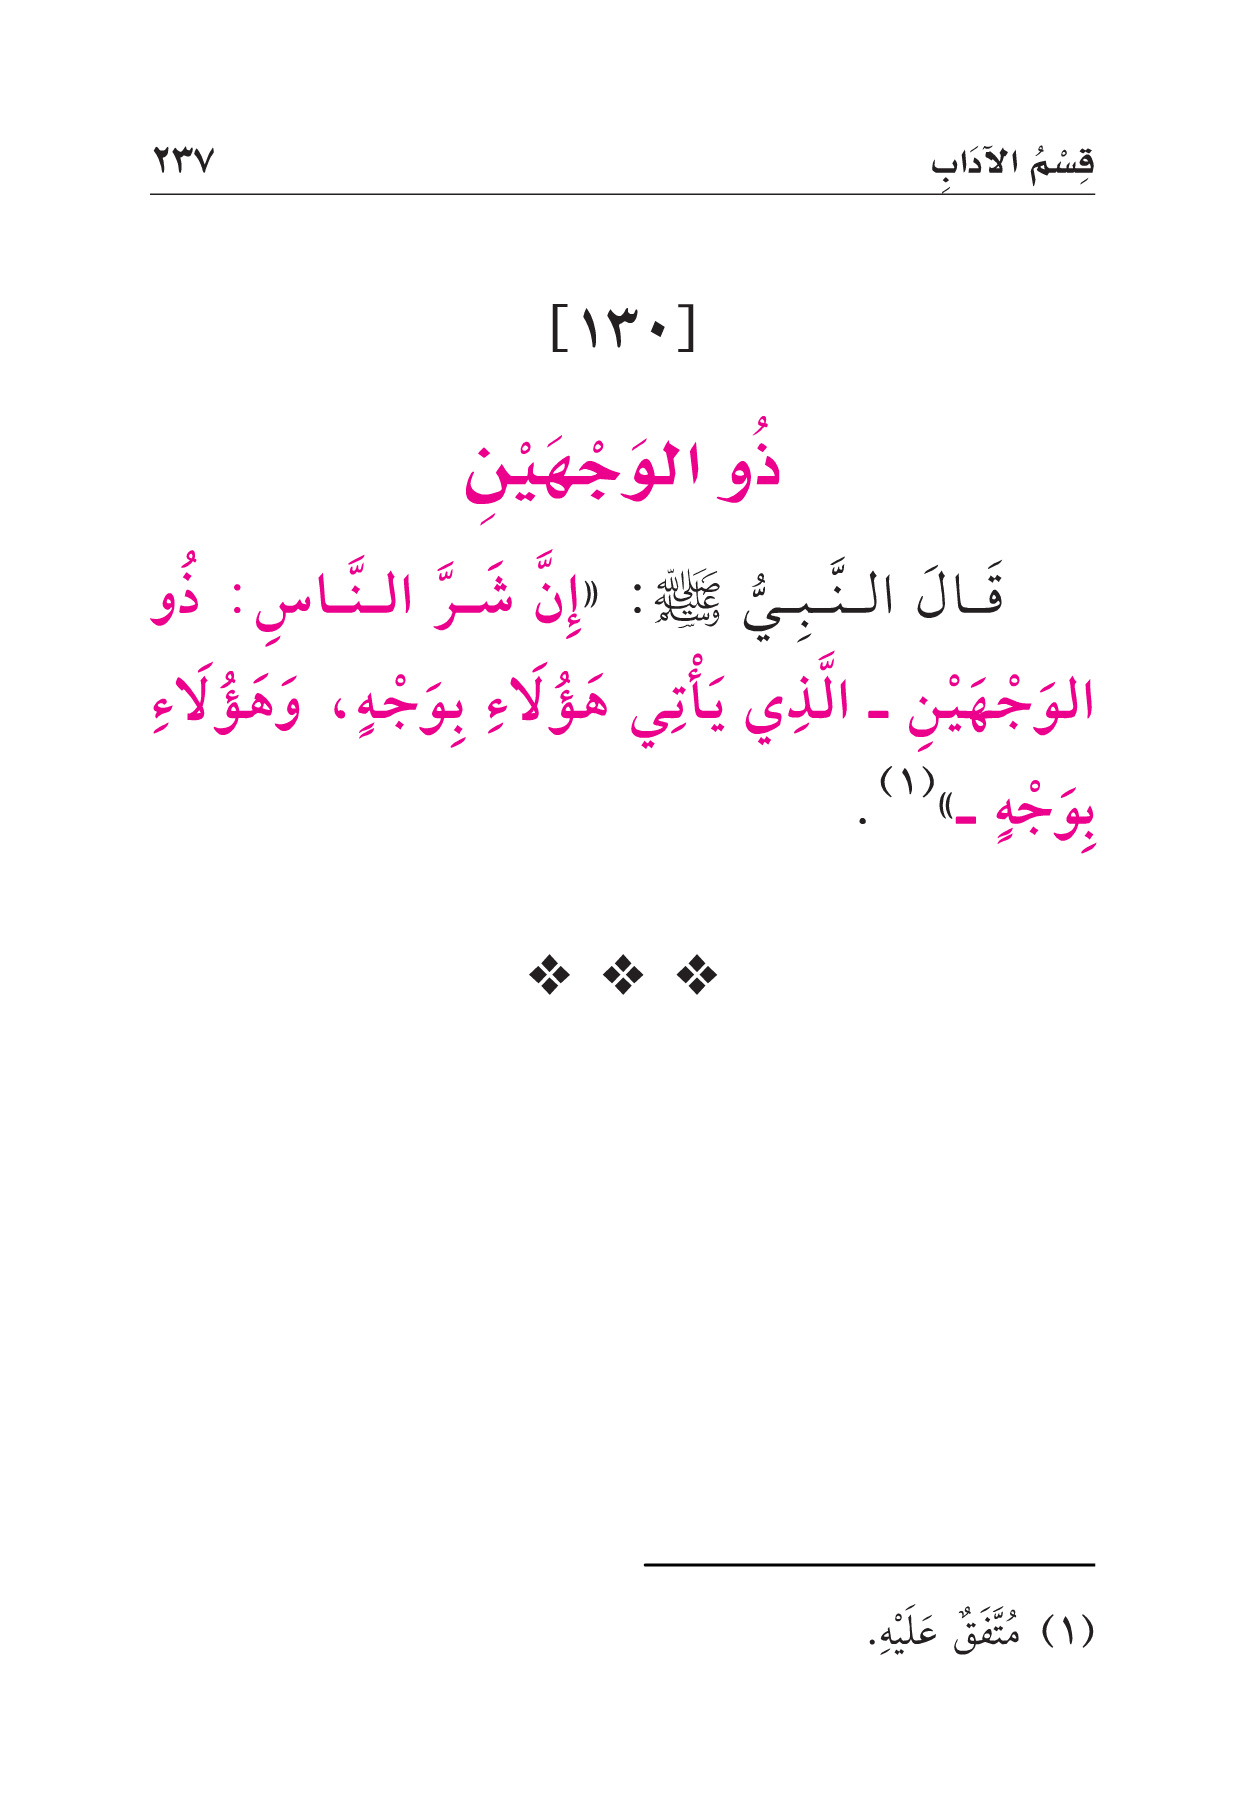 قِسْمُ الآدَابِ ٢٣٧
[١٣٠]
ذُو الوَجْهَيْنِ
قَالَ النَّبِيُّ ﷺ: «إِنَّ شَرَّ النَّاسِ: ذُو
الوَجْهَيْنِ ـ الَّذِي يَأْتِي هَؤُلَاءِ بِوَجْهٍ، وَهَؤُلَاءِ
بِوَجْهٍ ـ»(١).
(١) مُتَّفَقٌ عَلَيْهِ.